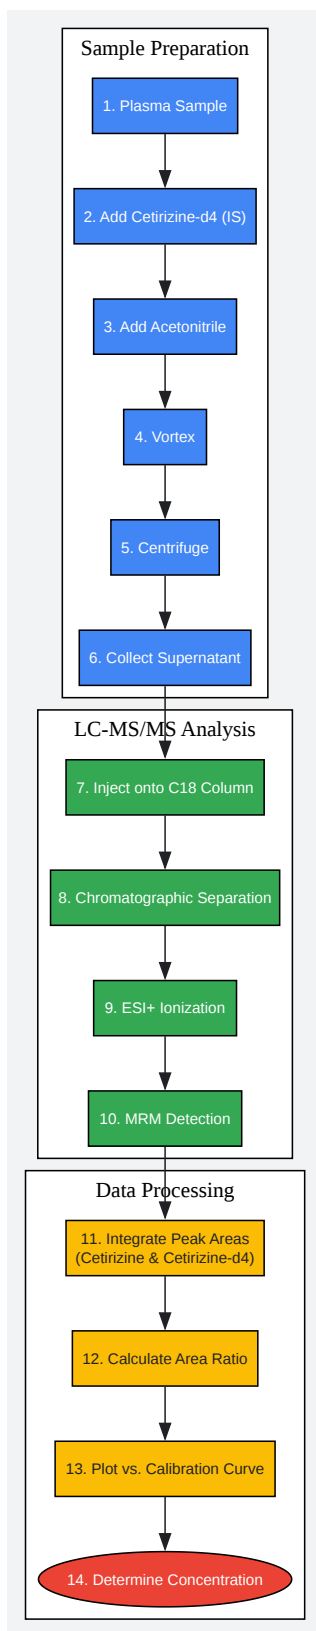 Sample Preparation
1. Plasma Sample
2. Add Cetirizine-d4 (IS)
3. Add Acetonitrile
4. Vortex
5. Centrifuge
6. Collect Supernatant
LC-MS/MS Analysis
7. Inject onto C18 Column
8. Chromatographic Separation
9. ESI+ Ionization
10. MRM Detection
Data Processing
11. Integrate Peak Areas
(Cetirizine & Cetirizine-d4)
12. Calculate Area Ratio
13. Plot vs. Calibration Curve
14. Determine Concentration